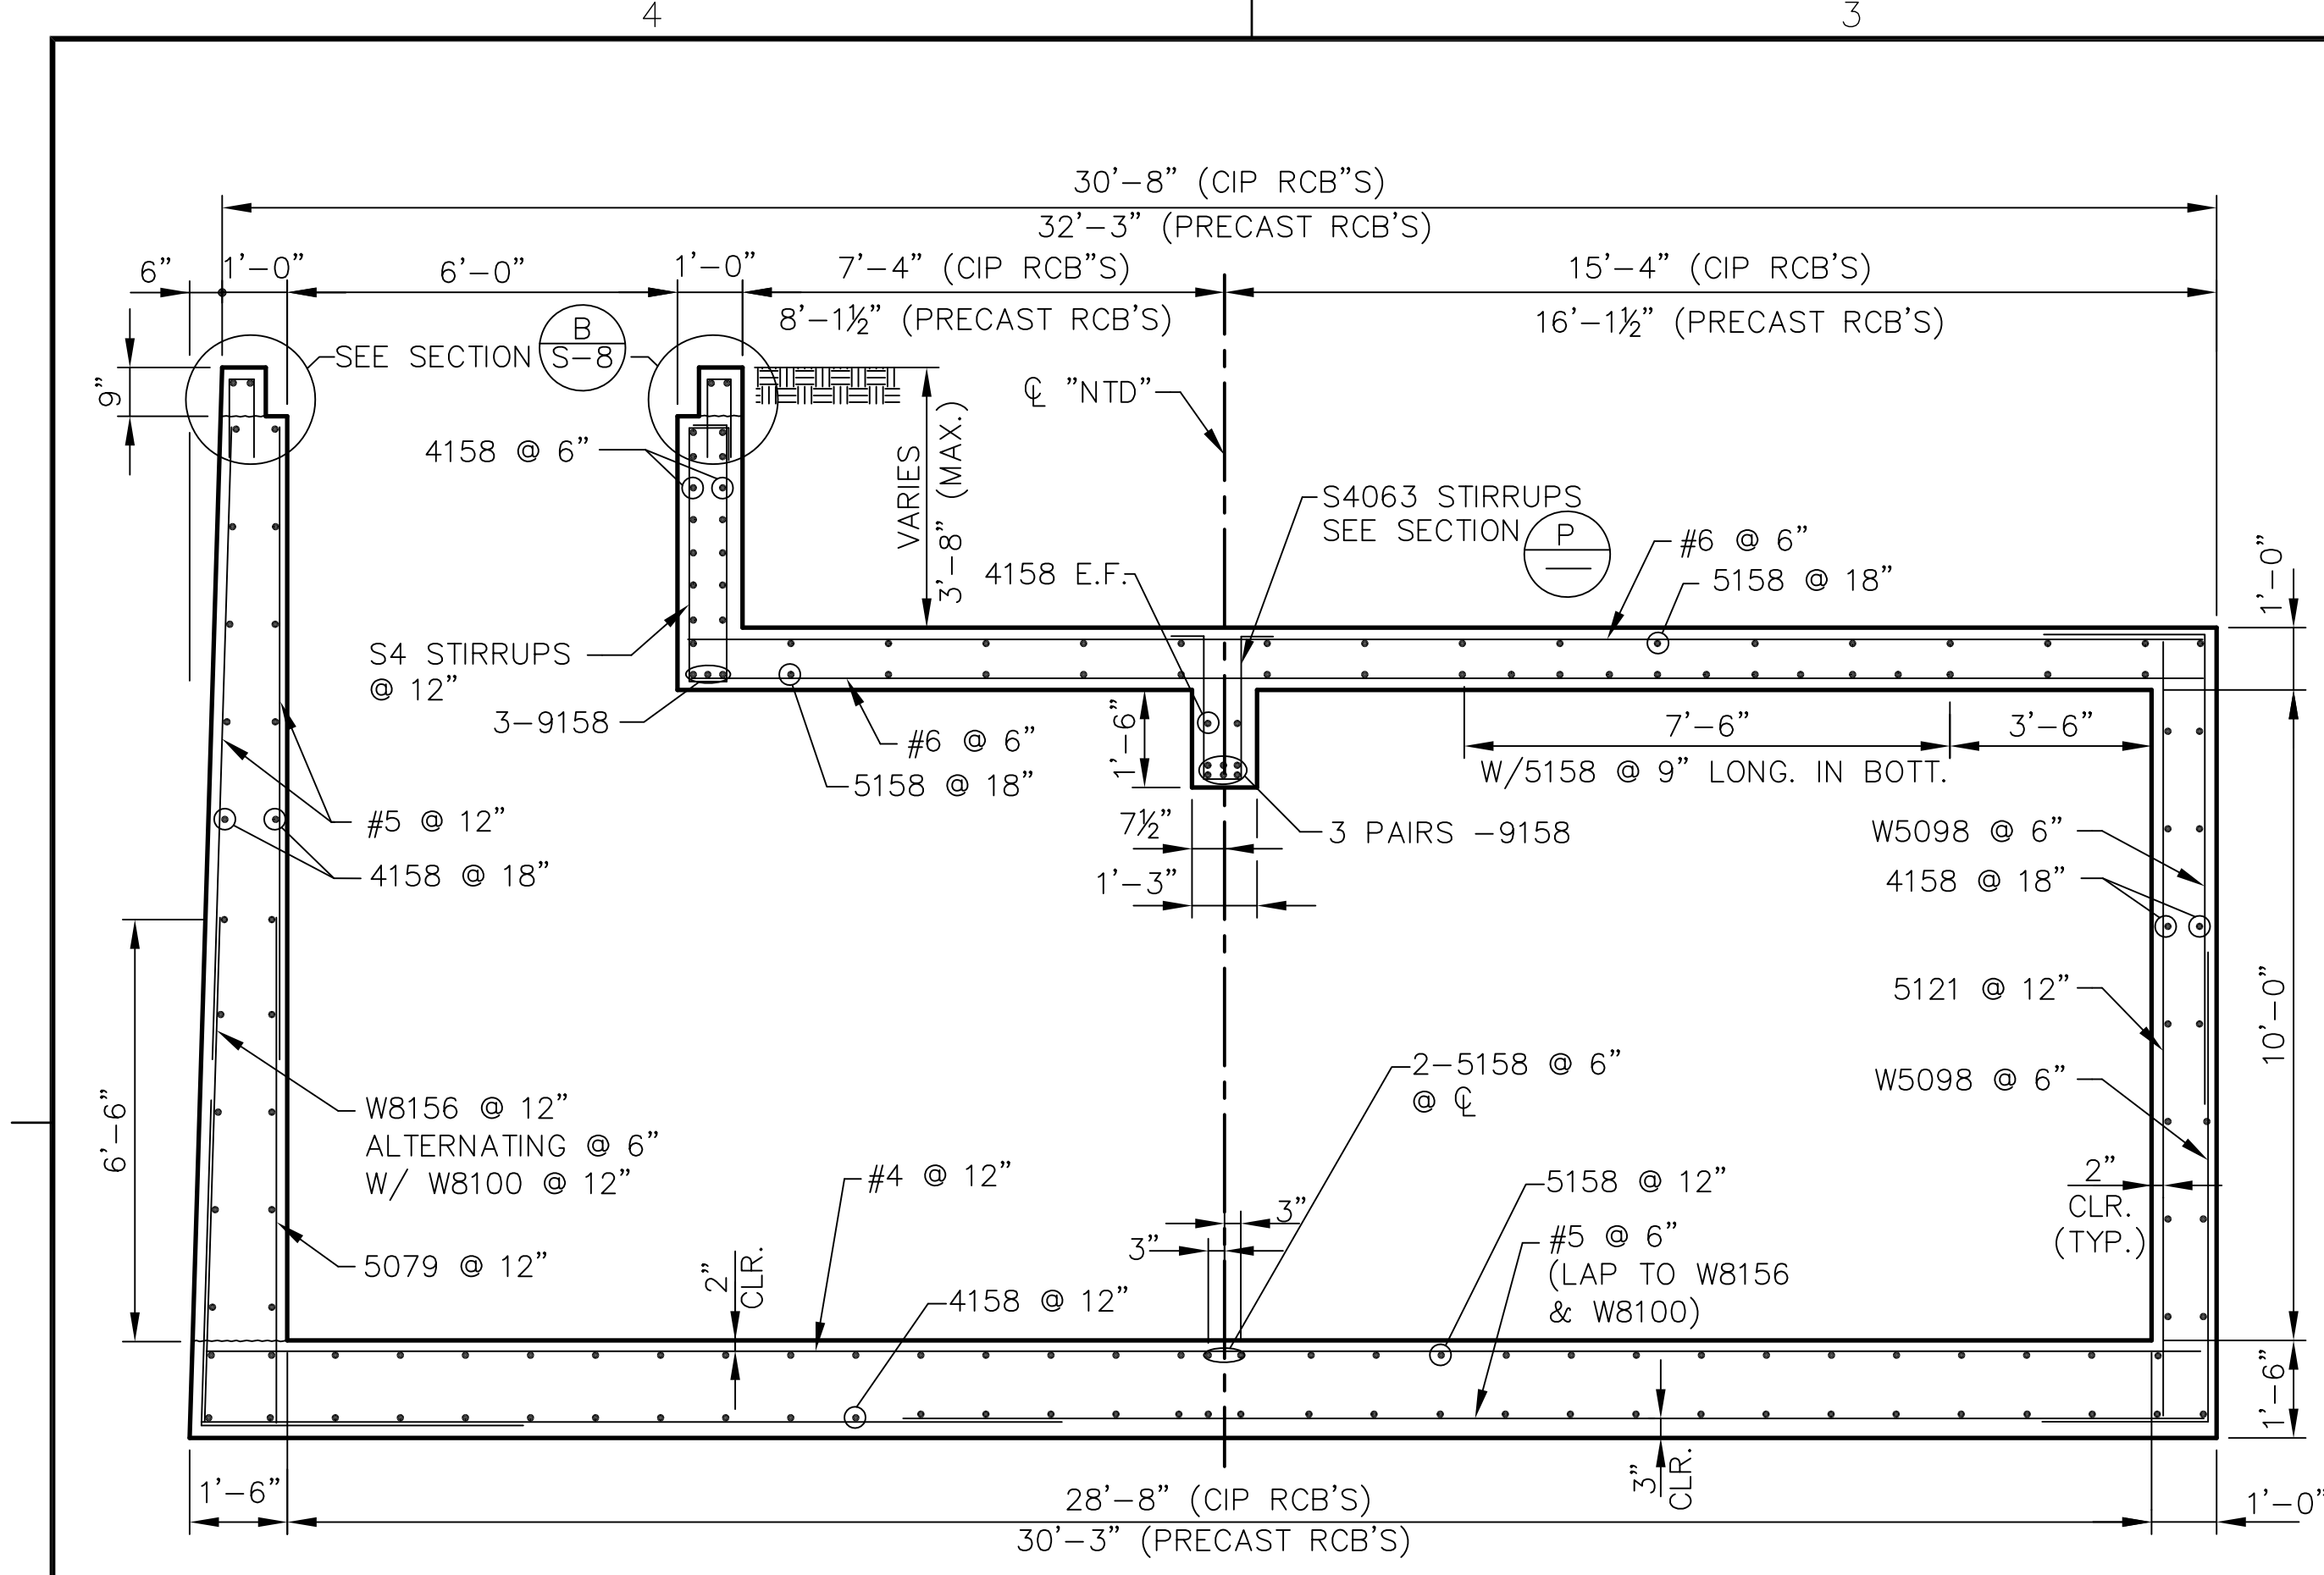 4
3
30'-8" (CIP RCB"S)
32'-3" (PRECAST RCB'S)
6"
1'-0"
6'-0"
1'-0"
7'-4" (CIP RCB"S)
15'-4" (CIP RCB'S)
8'-1½" (PRECAST RCB'S)
16'-1½" (PRECAST RCB'S)
SEE SECTION
B
S-8
9"
℄ "NTD"
4158 @ 6"
VARIES
3'-8" (MAX.)
S4063 STIRRUPS
SEE SECTION
P
#6 @ 6"
5158 @ 18"
1'-0"
4158 E.F.
S4 STIRRUPS
@ 12"
3-9158
#6 @ 6"
5158 @ 18"
1'-6"
7'-6"
3'-6"
W/5158 @ 9" LONG. IN BOTT.
#5 @ 12"
4158 @ 18"
7½"
1'-3"
3 PAIRS -9158
W5098 @ 6"
4158 @ 18"
5121 @ 12"
10'-0"
W5098 @ 6"
6'-6"
W8156 @ 12"
ALTERNATING @ 6"
W/ W8100 @ 12"
2-5158 @ 6"
@ ℄
#4 @ 12"
5158 @ 12"
2"
CLR.
(TYP.)
3"
3"
#5 @ 6"
(LAP TO W8156
& W8100)
5079 @ 12"
2"
CLR.
4158 @ 12"
1'-6"
1'-6"
3"
CLR.
28'-8" (CIP RCB'S)
30'-3" (PRECAST RCB'S)
1'-0"